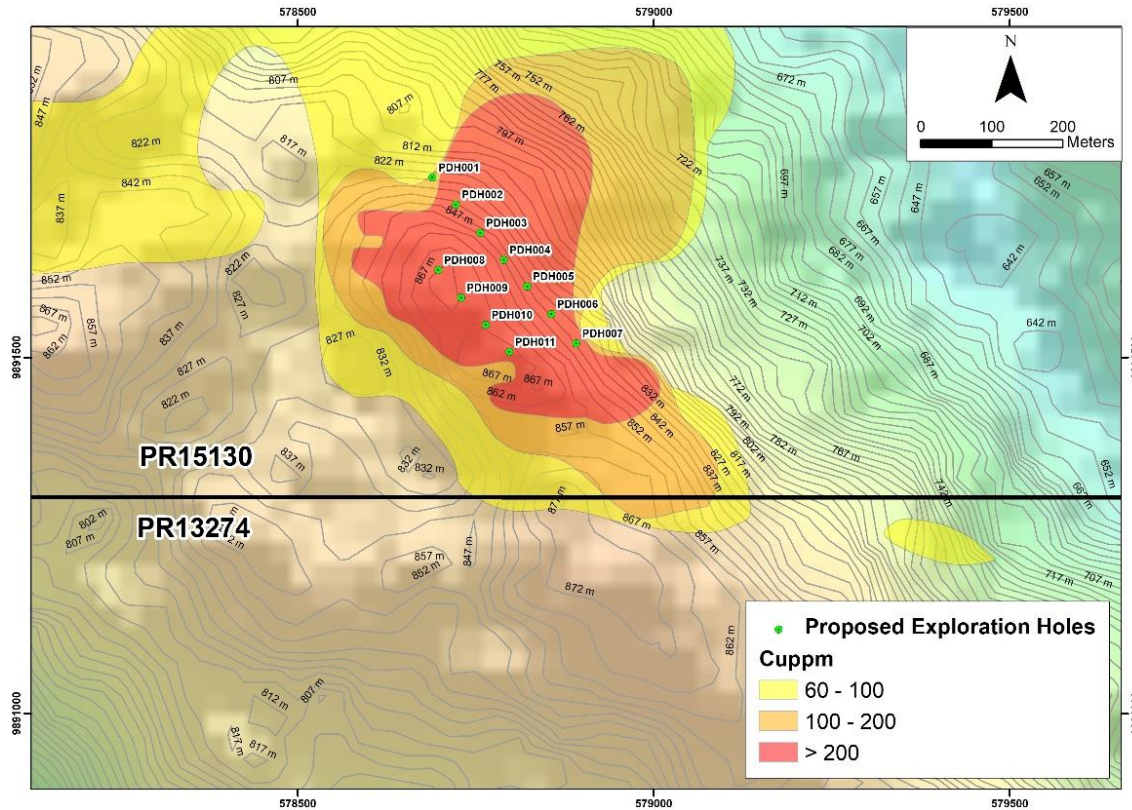 578500
579000
579500
N
0 100 200
Meters
807 m
757 m
752 m
777 m
762 m
672 m
847 m
807 m
797 m
822 m
817 m
812 m
822 m
722 m
697 m
657 m
657 m
652 m
647 m
842 m
837 m
PDH001
PDH002
847 m
PDH003
667 m
677 m
682 m
642 m
852 m
822 m
867 m
PDH008
PDH004
PDH005
737 m
732 m
712 m
692 m
827 m
PDH009
867 m
857 m
862 m
837 m
PDH010
PDH006
727 m
702 m
642 m
827 m
832 m
PDH011
PDH007
687 m
827 m
867 m
867 m
862 m
832 m
772 m
822 m
842 m
852 m
857 m
792 m
802 m
782 m
767 m
PR15130
837 m
832 m
832 m
827 m
817 m
837 m
652 m
742 m
PR13274
802 m
807 m
867 m
857 m
847 m
857 m
852 m
872 m
717 m
707 m
862 m
812 m
807 m
817 m
817 m
9891000
Proposed Exploration Holes
Cuppm
60 - 100
100 - 200
> 200
578500
579000
579500
9891500